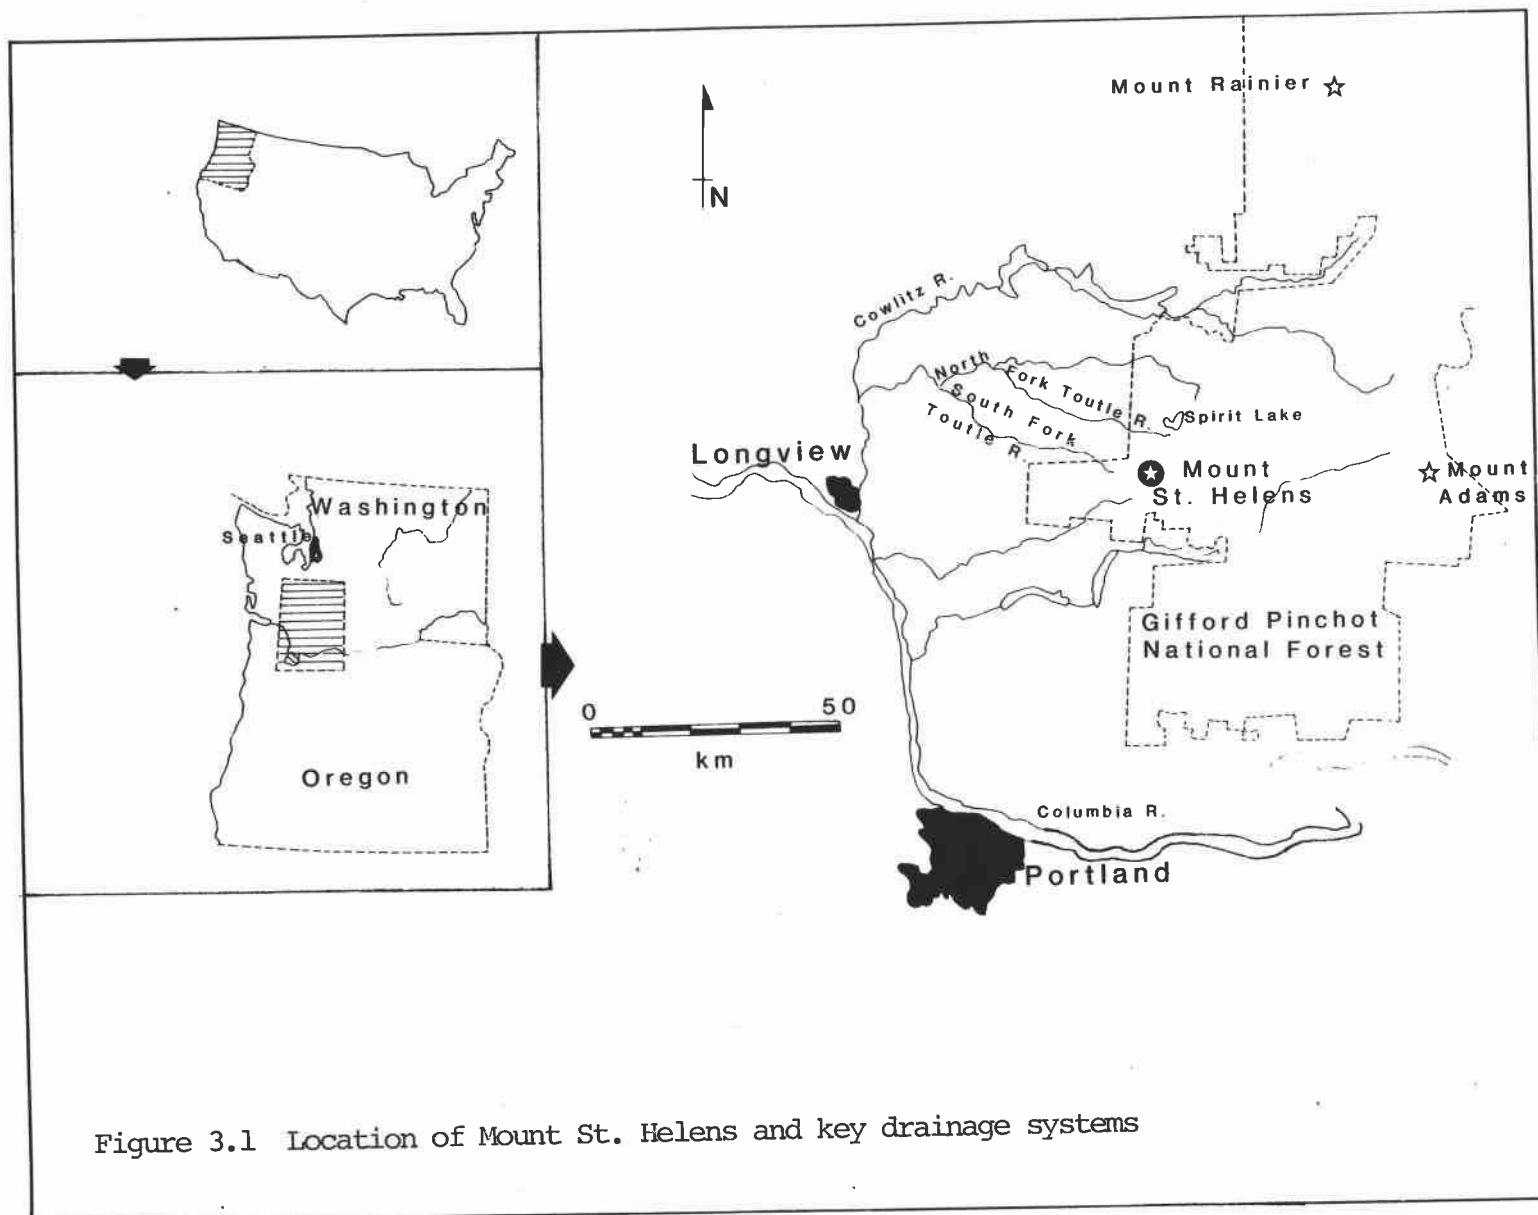 Mount Rainier
N
Cowlitz R.
North
Fork Toutle R.
South Fork
Toutle R.
Spirit Lake
Longview
Mount
St. Helens
Mount
Adams
Washington
Seattle
Oregon
Gifford Pinchot
National Forest
0 50
km
Columbia R.
Portland
Figure 3.1 Location of Mount St. Helens and key drainage systems